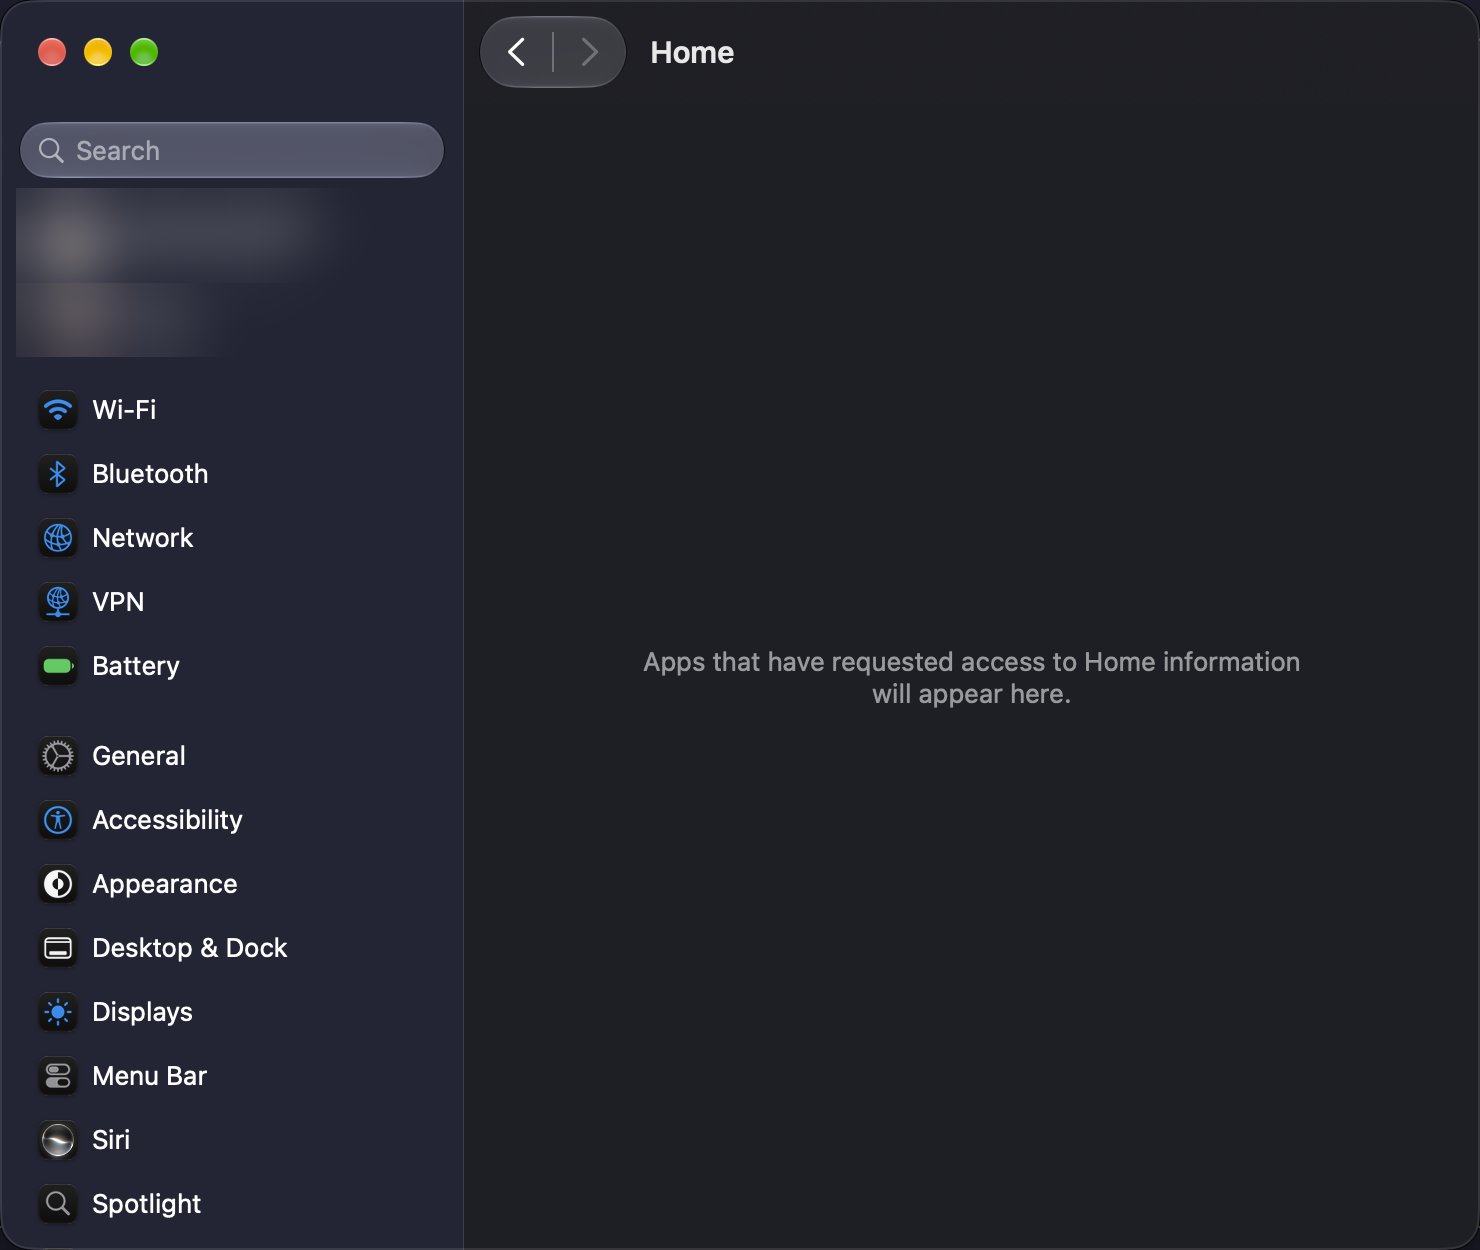 Home
Search
Wi-Fi
Bluetooth
Network
VPN
Battery
General
Accessibility
Appearance
Desktop & Dock
Displays
Menu Bar
Siri
Spotlight
Apps that have requested access to Home information
will appear here.